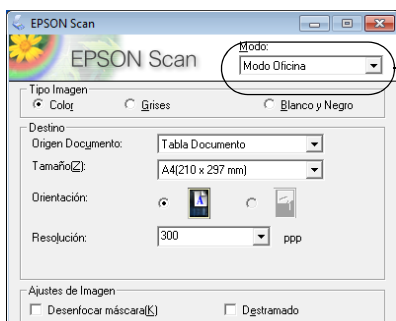 EPSON Scan
EPSON Scan
Modo:
Modo Oficina
Tipo Imagen
Color Grises Blanco y Negro
Destino
Origen Documento: Tabla Documento
Tamaño(Z): A4(210 x 297 mm)
Orientación:
Resolución: 300 ppp
Ajustes de Imagen
Desenfocar máscara(K) Destramado